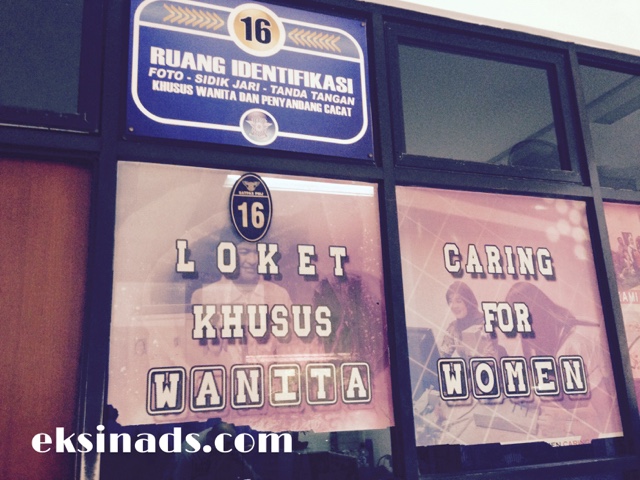 16
RUANG IDENTIFIKASI
FOTO - SIDIK JARI - TANDA TANGAN
KHUSUS WANITA DAN PENYANDANG CACAT
16
LOKET
KHUSUS
WANITA
CARING
FOR
WOMEN
eksinads.com